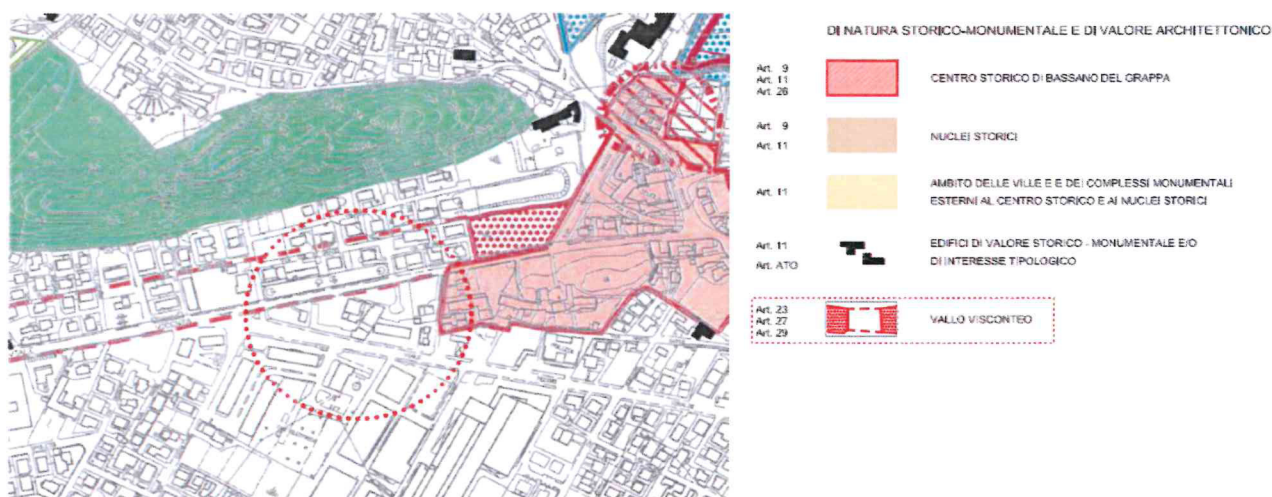 DI NATURA STORICO-MONUMENTALE E DI VALORE ARCHITETTONICO
Art. 9
Art. 11
Art. 26
CENTRO STORICO DI BASSANO DEL GRAPPA
Art. 9
Art. 11
NUCLEI STORICI
Art. 11
AMBITO DELLE VILLE E E DEI COMPLESSI MONUMENTALI
ESTERNI AL CENTRO STORICO E AI NUCLEI STORICI
Art. 11
Art. ATO
EDIFICI DI VALORE STORICO - MONUMENTALE E/O
DI INTERESSE TIPOLOGICO
Art. 23
Art. 27
Art. 29
VALLO VISCONTEO